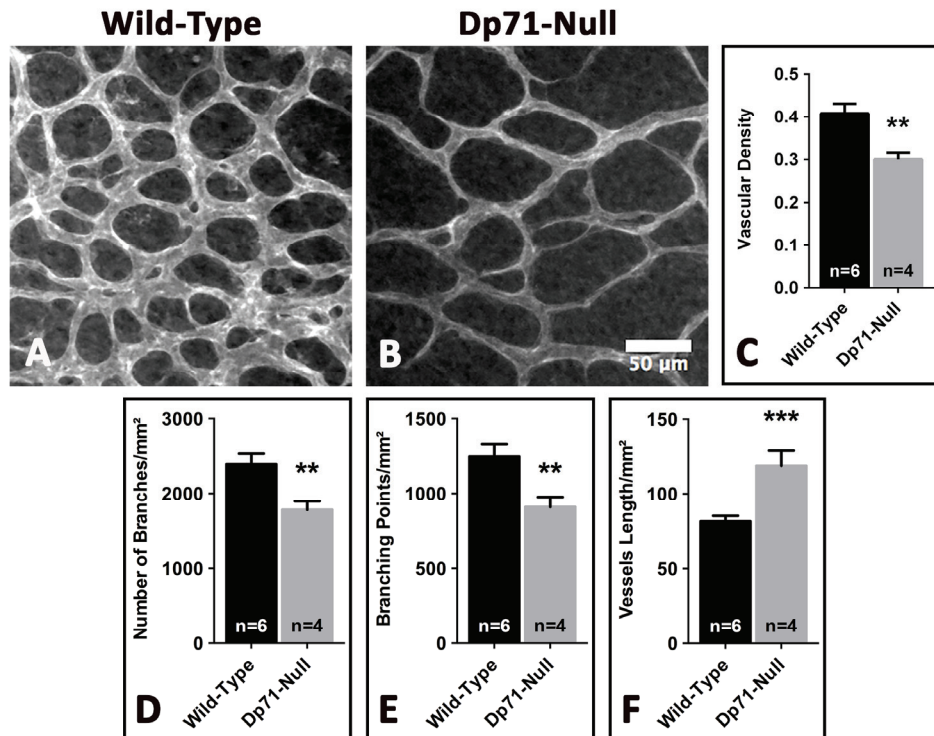 Wild-Type
Dp71-Null
A
B
50 µm
Vascular Density
0.5
0.4
0.3
0.2
0.1
0.0
n=6
n=4
**
Wild-Type
Dp71-Null
C
Number of Branches/mm²
3000
2000
1000
0
n=6
n=4
**
Wild-Type
Dp71-Null
D
Branching Points/mm²
1500
1000
500
0
n=6
n=4
**
Wild-Type
Dp71-Null
E
Vessels Length/mm²
150
100
50
0
n=6
n=4
***
Wild-Type
Dp71-Null
F